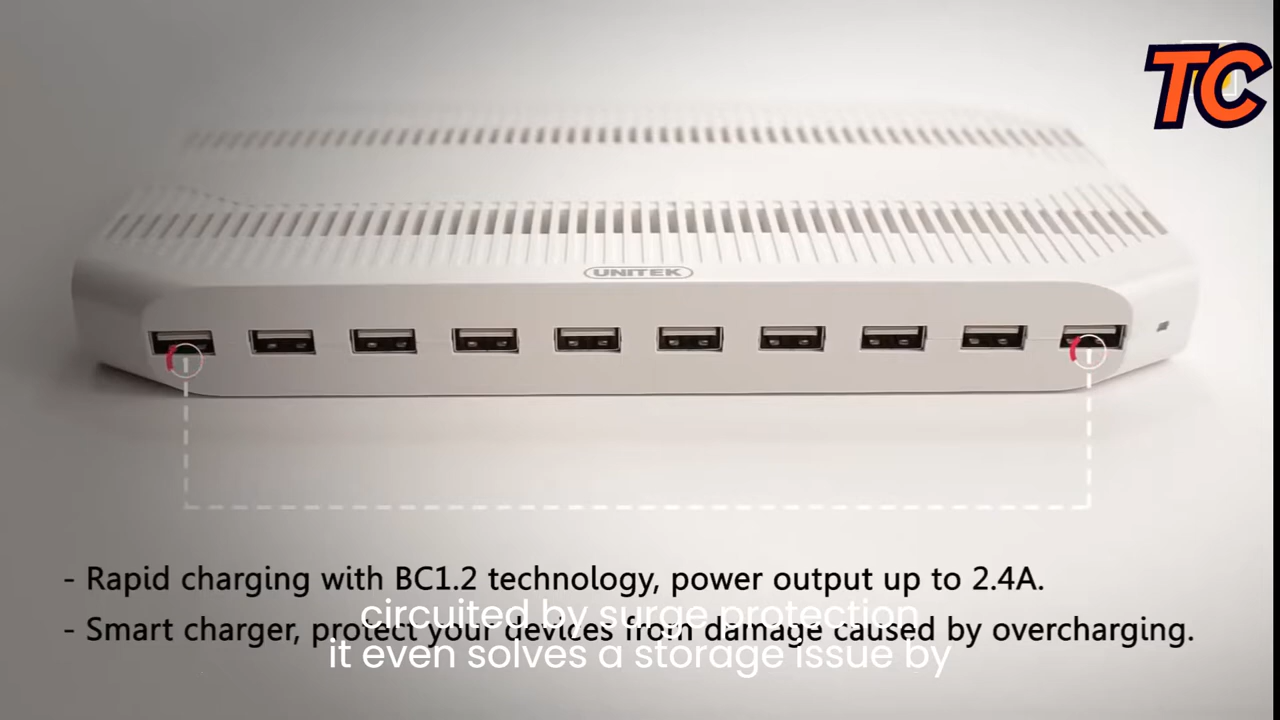 TC
UNITEK
- Rapid charging with BC1.2 technology, power output up to 2.4A.
circuited by surge protection
- Smart charger, protect your devices from damage caused by overcharging.
it even solves a storage issue by